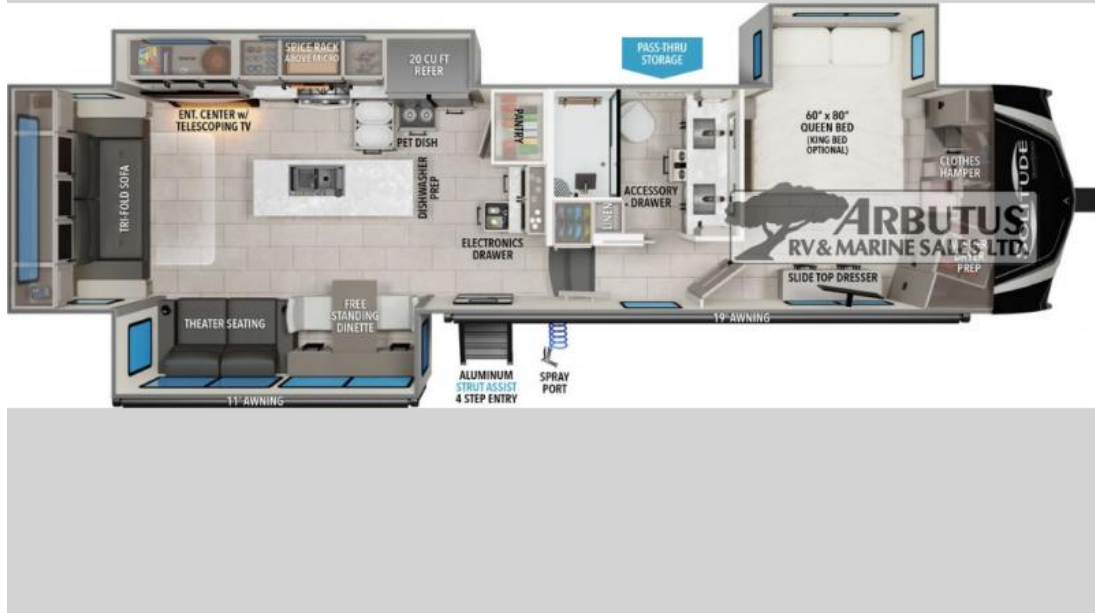 SPICE RACK
ABOVE MICRO
20 CU FT
REFER
PASS-THRU
STORAGE
ENT. CENTER w/
TELESCOPING TV
PET DISH
PANTRY
60" x 80"
QUEEN BED
(KING BED
OPTIONAL)
CLOTHES
HAMPER
TRI-FOLD SOFA
DISHWASHER
PREP
ACCESSORY
DRAWER
LINEN
ELECTRONICS
DRAWER
ARBUTUS
RV & MARINE SALES LTD.
SOLITUDE
DRYER
PREP
SLIDE TOP DRESSER
THEATER SEATING
FREE
STANDING
DINETTE
19' AWNING
11' AWNING
ALUMINUM
STRUT ASSIST
4 STEP ENTRY
SPRAY
PORT